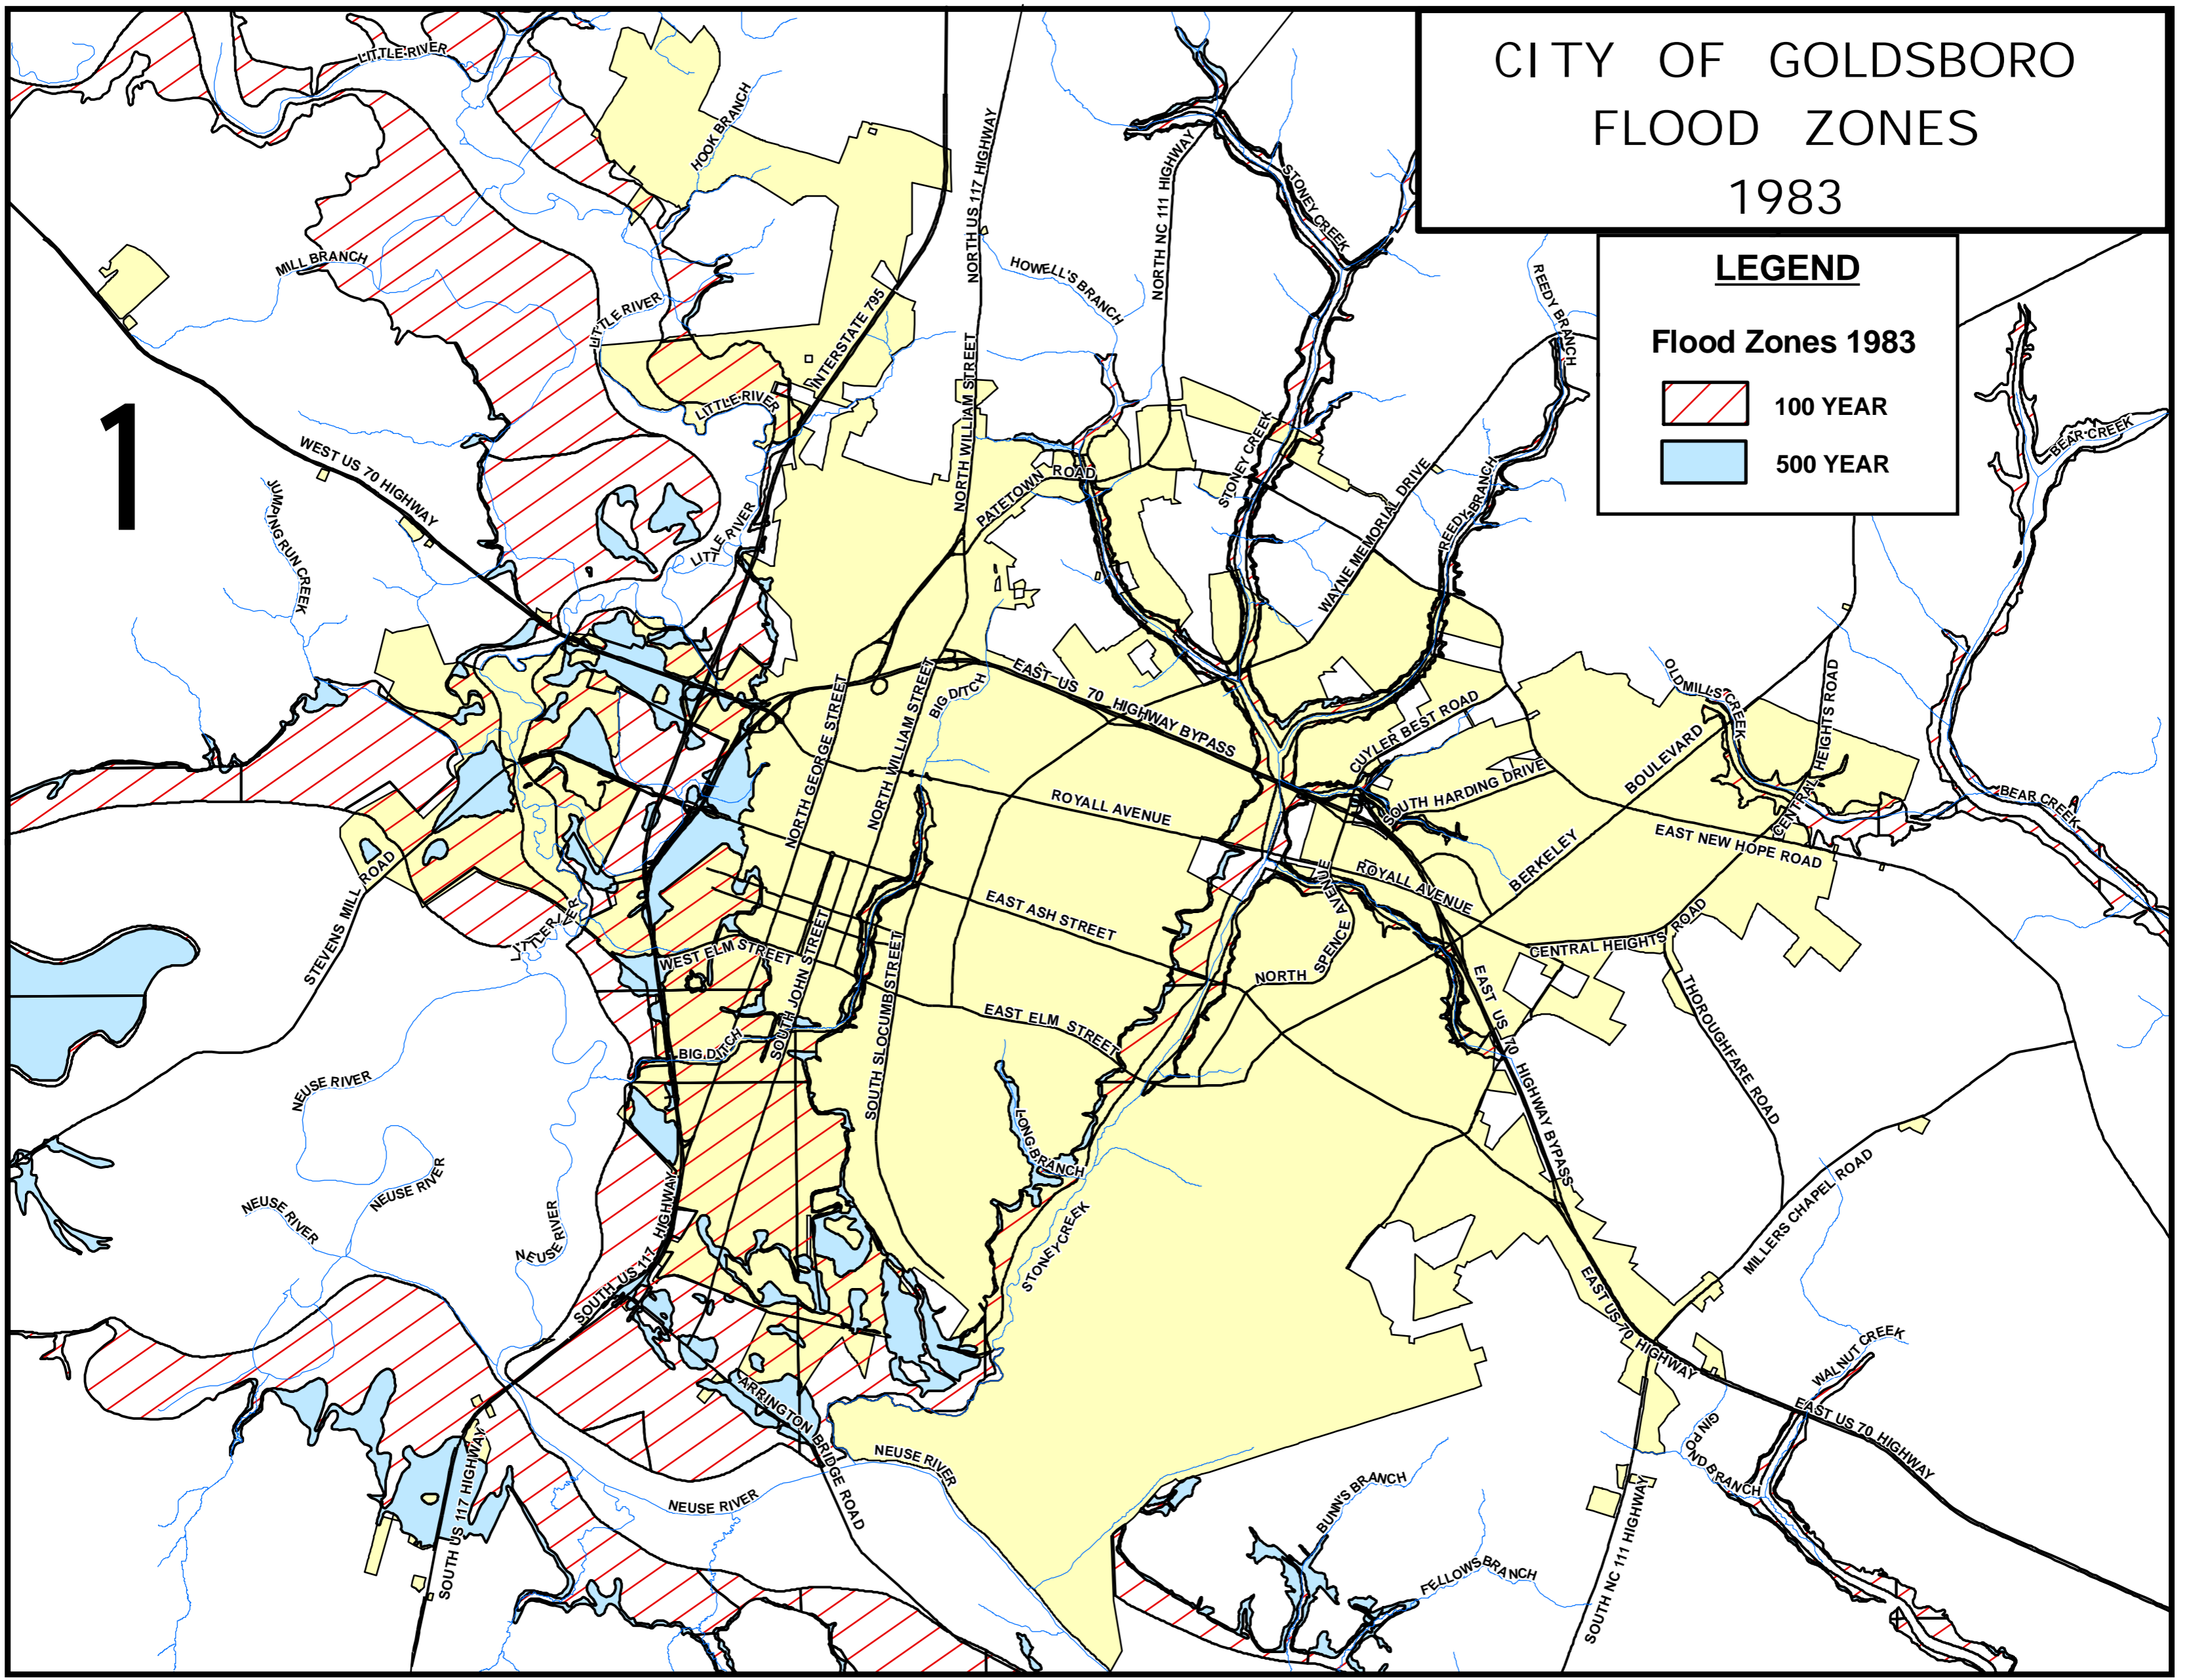 CITY OF GOLDSBORO
FLOOD ZONES
1983
LEGEND
Flood Zones 1983
100 YEAR
500 YEAR
1
LITTLE RIVER
HOOK BRANCH
MILL BRANCH
LITTLE RIVER
LITTLE RIVER
LITTLE RIVER
INTERSTATE 795
NORTH US 117 HIGHWAY
NORTH NC 111 HIGHWAY
STONEY CREEK
HOWELL'S BRANCH
REEDY BRANCH
BEAR CREEK
WEST US 70 HIGHWAY
JUMPING RUN CREEK
NORTH WILLIAM STREET
PATETOWN ROAD
STONEY CREEK
WAYNE MEMORIAL DRIVE
REEDY BRANCH
NORTH GEORGE STREET
NORTH WILLIAM STREET
BIG DITCH
EAST US 70 HIGHWAY BYPASS
CUYLER BEST ROAD
SOUTH HARDING DRIVE
OLD MILLS CREEK
CENTRAL HEIGHTS ROAD
BERKELEY BOULEVARD
EAST NEW HOPE ROAD
BEAR CREEK
ROYALL AVENUE
ROYALL AVENUE
STEVENS MILL ROAD
LITTLE RIVER
WEST ELM STREET
SOUTH JOHN STREET
EAST ASH STREET
NORTH SPENCE AVENUE
CENTRAL HEIGHTS ROAD
THOROUGHFARE ROAD
EAST US 70 HIGHWAY BYPASS
EAST ELM STREET
SOUTH SLOCUMB STREET
BIG DITCH
NEUSE RIVER
NEUSE RIVER
NEUSE RIVER
NEUSE RIVER
LONG BRANCH
STONEY CREEK
SOUTH US 117 HIGHWAY
MILLERS CHAPEL ROAD
EAST US 70 HIGHWAY
WALNUT CREEK
EAST US 70 HIGHWAY
GIN POND BRANCH
ARRINGTON BRIDGE ROAD
NEUSE RIVER
NEUSE RIVER
SOUTH US 117 HIGHWAY
BUNN'S BRANCH
FELLOWS BRANCH
SOUTH NC 111 HIGHWAY